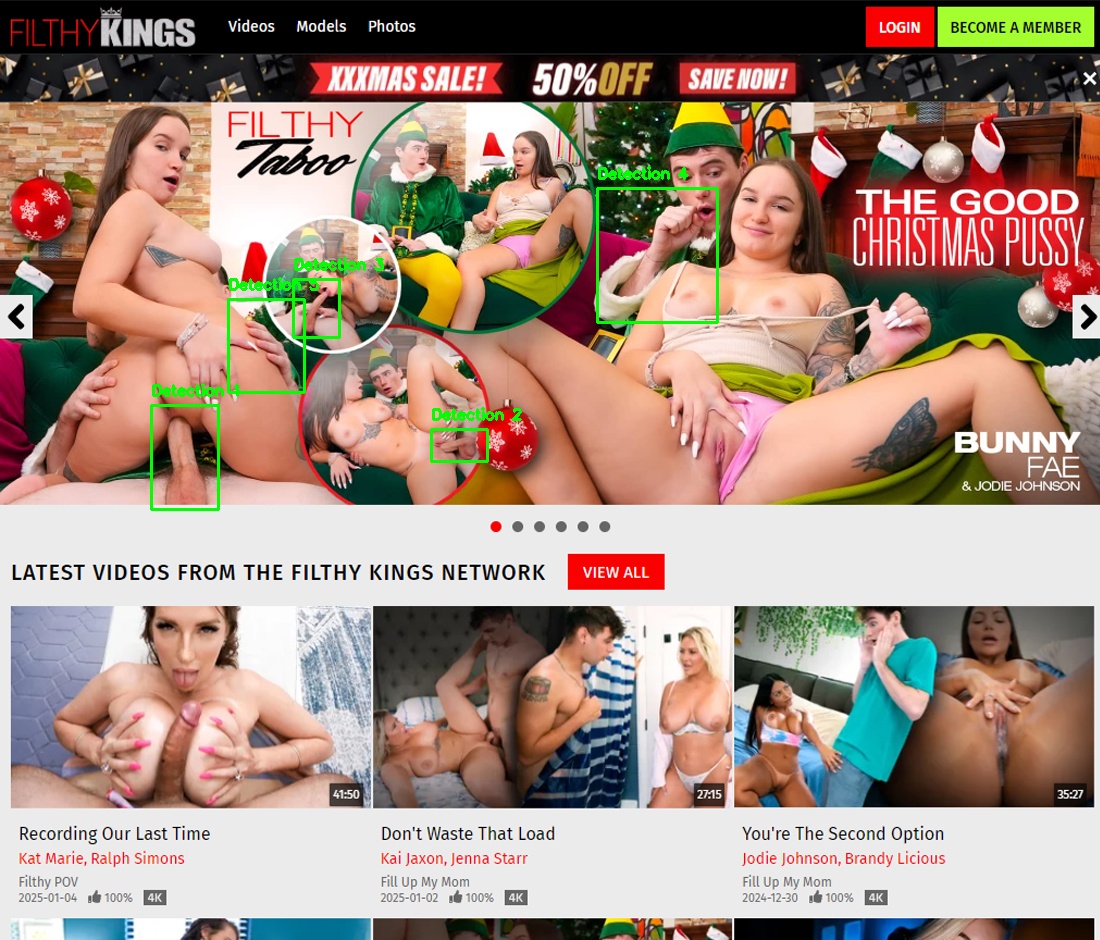 FILTHYKINGS
Videos
Models
Photos
LOGIN
BECOME A MEMBER
XXXMAS SALE!
50%OFF
SAVE NOW!
FILTHY
Taboo
Detection 4
THE GOOD
CHRISTMAS PUSSY
Detection 3
Detection 5
Detection 1
Detection 2
BUNNY
FAE
& JODIE JOHNSON
LATEST VIDEOS FROM THE FILTHY KINGS NETWORK
VIEW ALL
41:50
27:15
35:27
Recording Our Last Time
Kat Marie, Ralph Simons
Filthy POV
2025-01-04 100% 4K
Don't Waste That Load
Kai Jaxon, Jenna Starr
Fill Up My Mom
2025-01-02 100% 4K
You're The Second Option
Jodie Johnson, Brandy Licious
Fill Up My Mom
2024-12-30 100% 4K